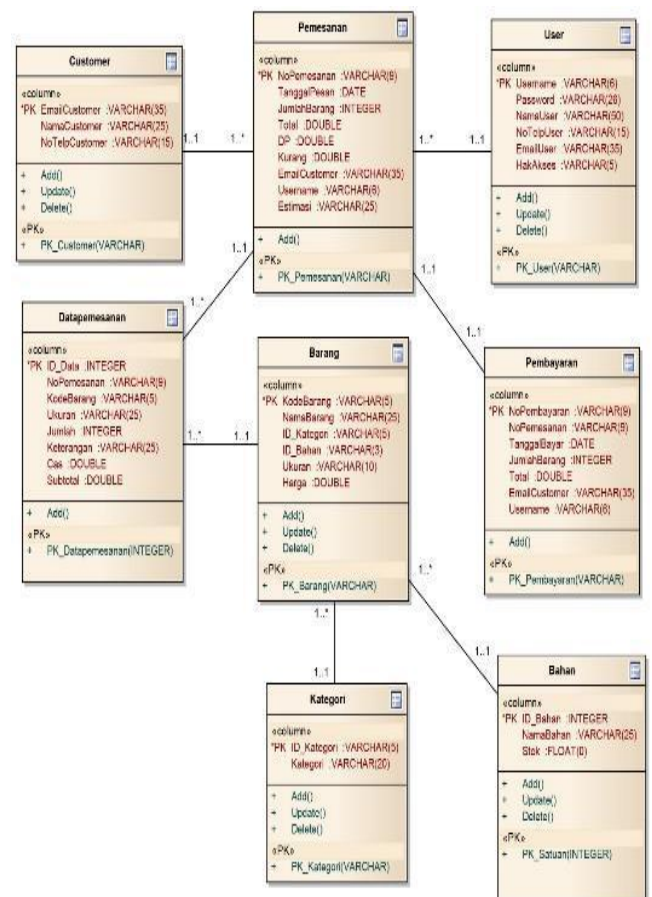 Customer
«column»
*PK EmailCustomer :VARCHAR(35)
NamaCustomer :VARCHAR(25)
NoTelpCustomer :VARCHAR(15)
+ Add()
+ Update()
+ Delete()
«PK»
+ PK_Customer(VARCHAR)
1..1
1..*
Pemesanan
«column»
*PK NoPemesanan :VARCHAR(9)
TanggalPesan :DATE
JumlahBarang :INTEGER
Total :DOUBLE
DP :DOUBLE
Kurang :DOUBLE
EmailCustomer :VARCHAR(35)
Username :VARCHAR(6)
Estimasi :VARCHAR(25)
+ Add()
«PK»
+ PK_Pemesanan(VARCHAR)
1..*
1..1
User
«column»
*PK Username :VARCHAR(6)
Password :VARCHAR(28)
NamaUser :VARCHAR(50)
NoTelpUser :VARCHAR(15)
EmailUser :VARCHAR(35)
HakAkses :VARCHAR(5)
+ Add()
+ Update()
+ Delete()
«PK»
+ PK_User(VARCHAR)
1..1
1..*
1..1
1..1
Datapemesanan
«column»
*PK ID_Data :INTEGER
NoPemesanan :VARCHAR(9)
KodeBarang :VARCHAR(5)
Ukuran :VARCHAR(25)
Jumlah :INTEGER
Keterangan :VARCHAR(25)
Cas :DOUBLE
Subtotal :DOUBLE
+ Add()
«PK»
+ PK_Datapemesanan(INTEGER)
1..*
1..1
Barang
«column»
*PK KodeBarang :VARCHAR(5)
NamaBarang :VARCHAR(25)
ID_Kategori :VARCHAR(5)
ID_Bahan :VARCHAR(3)
Ukuran :VARCHAR(10)
Harga :DOUBLE
+ Add()
+ Update()
+ Delete()
«PK»
+ PK_Barang(VARCHAR)
Pembayaran
«column»
*PK NoPembayaran :VARCHAR(9)
NoPemesanan :VARCHAR(9)
TanggalBayar :DATE
JumlahBarang :INTEGER
Total :DOUBLE
EmailCustomer :VARCHAR(35)
Username :VARCHAR(6)
+ Add()
«PK»
+ PK_Pembayaran(VARCHAR)
1..*
1..1
1..*
1..1
Kategori
«column»
*PK ID_Kategori :VARCHAR(5)
Kategori :VARCHAR(20)
+ Add()
+ Update()
+ Delete()
«PK»
+ PK_Kategori(VARCHAR)
Bahan
«column»
*PK ID_Bahan :INTEGER
NamaBahan :VARCHAR(25)
Stok :FLOAT(0)
+ Add()
+ Update()
+ Delete()
«PK»
+ PK_Satuan(INTEGER)